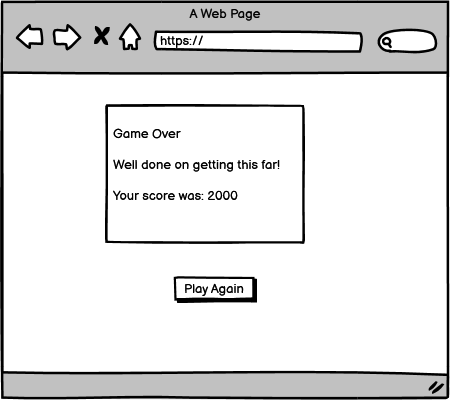 A Web Page
https://
Game Over
Well done on getting this far!
Your score was: 2000
Play Again